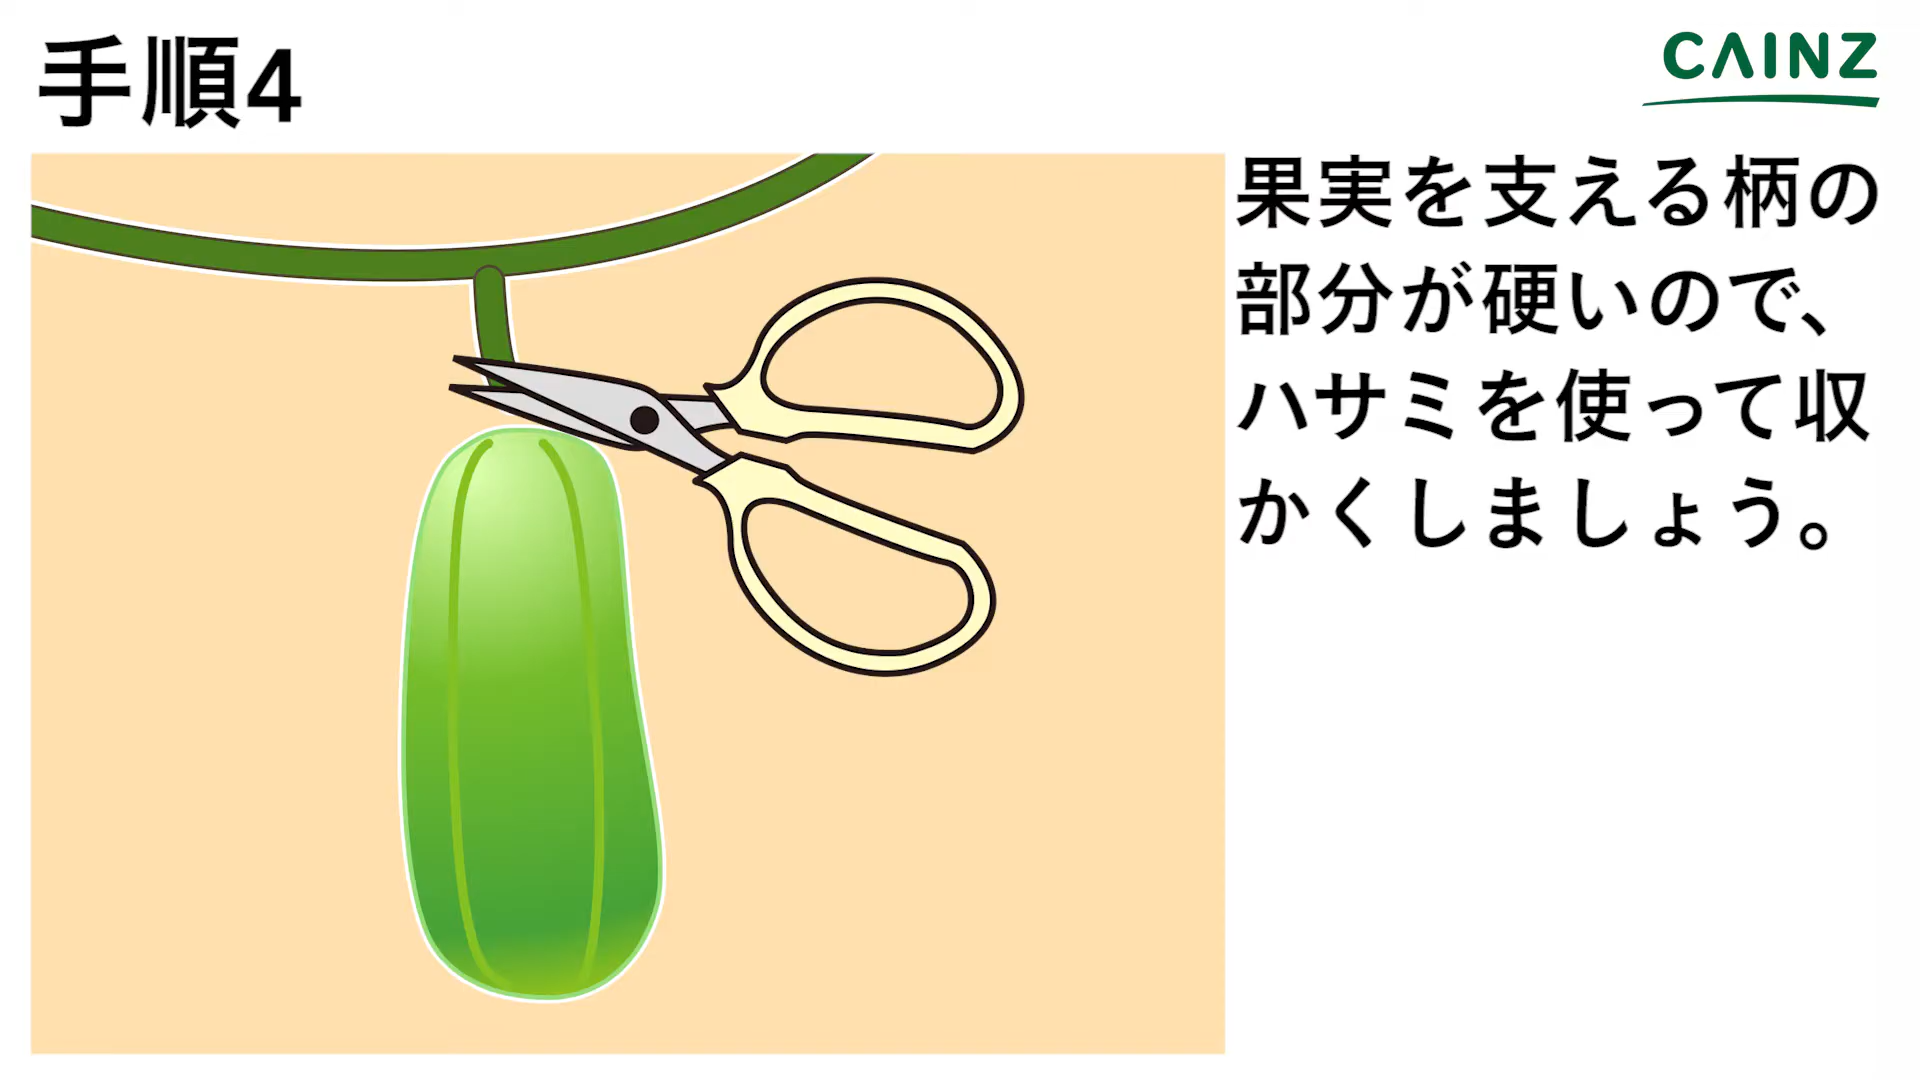 手順4
CAINZ
果実を支える柄の
部分が硬いので、
ハサミを使って収
かくしましょう。